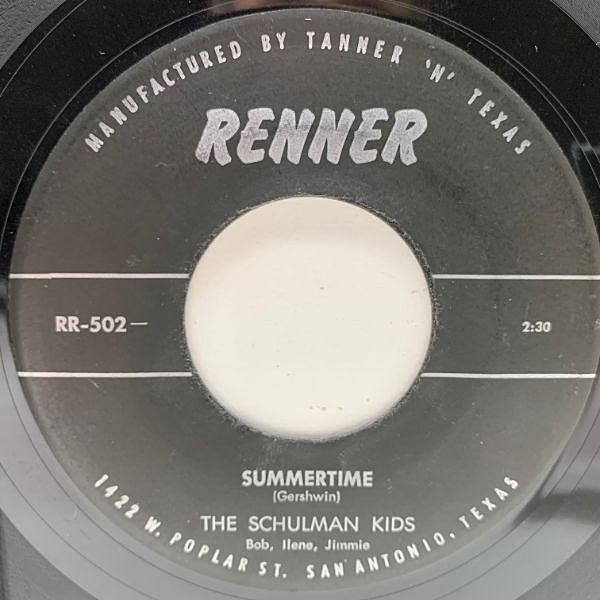 MANUFACTURED BY TANNER 'N' TEXAS
RENNER
RR-502—
2:30
SUMMERTIME
(Gershwin)
THE SCHULMAN KIDS
Bob, Ilene, Jimmie
1422 W. POPLAR ST. SAN ANTONIO, TEXAS